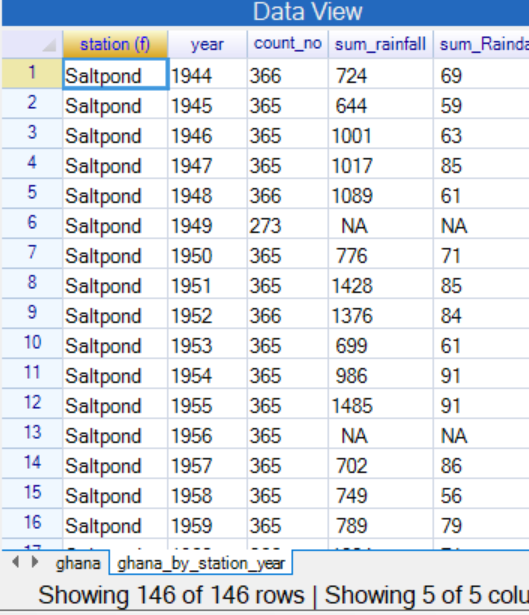 Data View
station (f) year count_no sum_rainfall sum_Rainda
1 Saltpond 1944 366 724 69
2 Saltpond 1945 365 644 59
3 Saltpond 1946 365 1001 63
4 Saltpond 1947 365 1017 85
5 Saltpond 1948 366 1089 61
6 Saltpond 1949 273 NA NA
7 Saltpond 1950 365 776 71
8 Saltpond 1951 365 1428 85
9 Saltpond 1952 366 1376 84
10 Saltpond 1953 365 699 61
11 Saltpond 1954 365 986 91
12 Saltpond 1955 365 1485 91
13 Saltpond 1956 365 NA NA
14 Saltpond 1957 365 702 86
15 Saltpond 1958 365 749 56
16 Saltpond 1959 365 789 79
ghana ghana_by_station_year
Showing 146 of 146 rows | Showing 5 of 5 colu